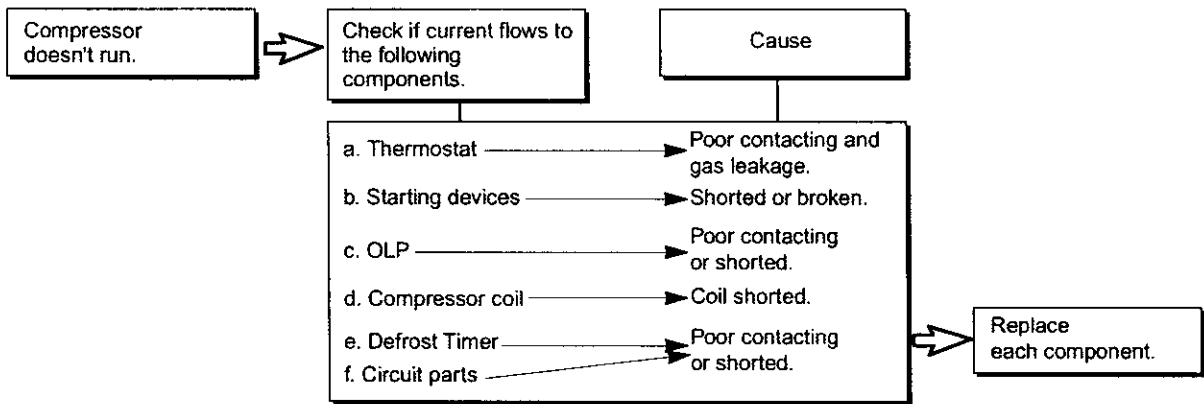 Compressor
doesn't run.
Check if current flows to
the following
components.
Cause
a. Thermostat
Poor contacting and
gas leakage.
b. Starting devices
Shorted or broken.
c. OLP
Poor contacting
or shorted.
d. Compressor coil
Coil shorted.
e. Defrost Timer
f. Circuit parts
Poor contacting
or shorted.
Replace
each component.